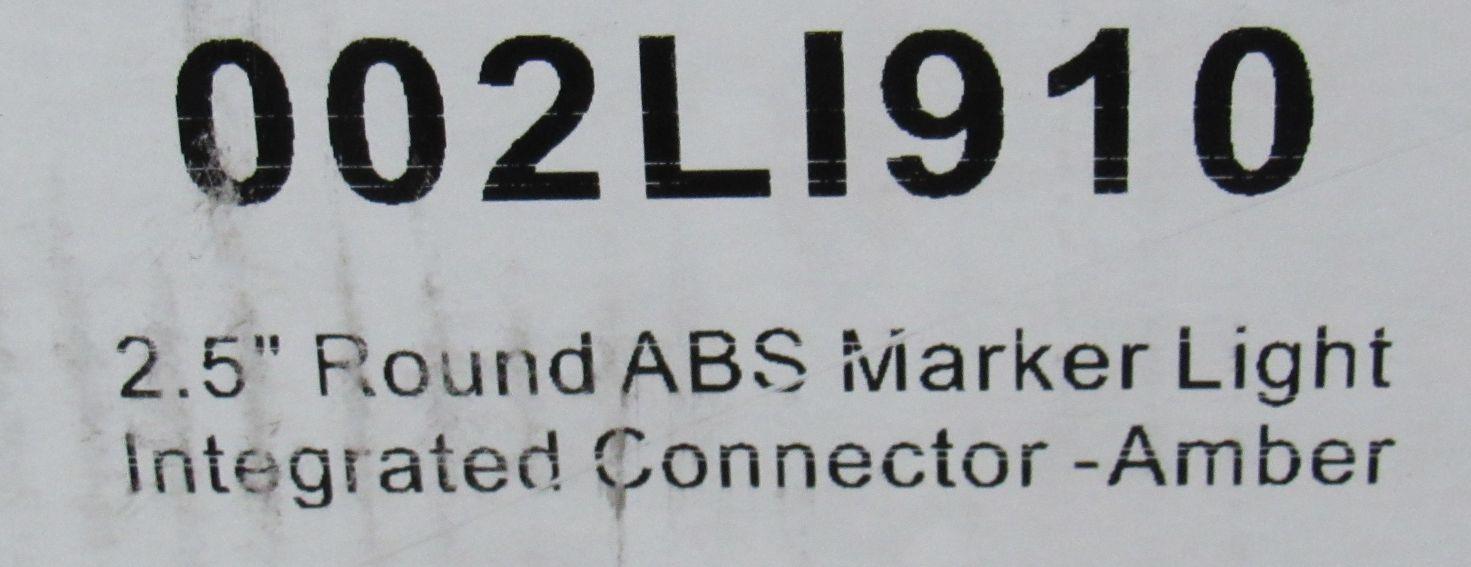 002LI910
2.5" Round ABS Marker Light
Integrated Connector -Amber